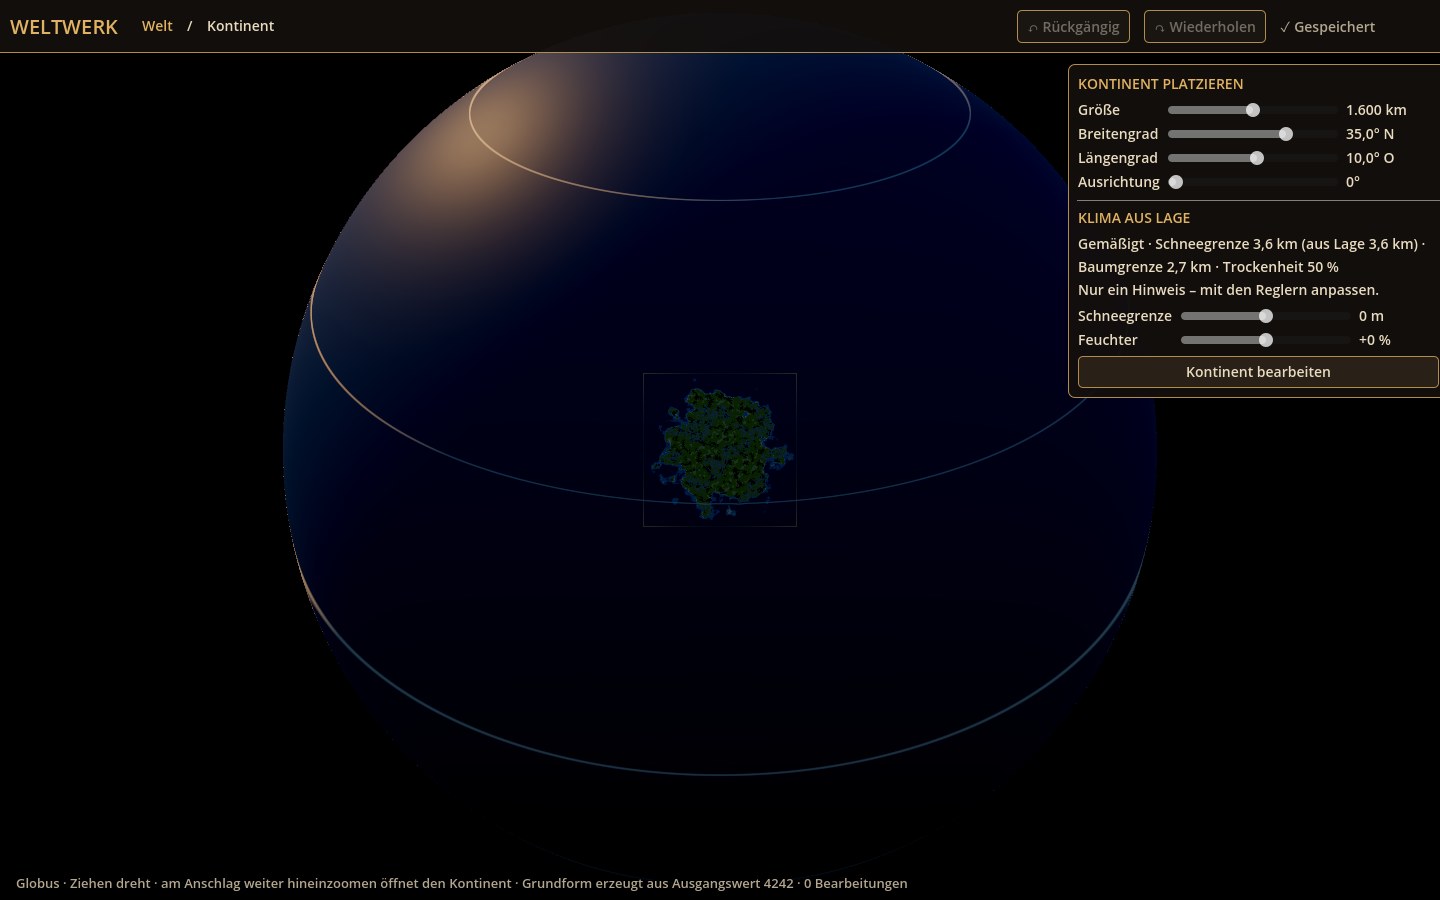 WELTWERK Welt / Kontinent Rückgängig Wiederholen ✓ Gespeichert
KONTINENT PLATZIEREN
Größe 1.600 km
Breitengrad 35,0° N
Längengrad 10,0° O
Ausrichtung 0°
KLIMA AUS LAGE
Gemäßigt · Schneegrenze 3,6 km (aus Lage 3,6 km) ·
Baumgrenze 2,7 km · Trockenheit 50 %
Nur ein Hinweis – mit den Reglern anpassen.
Schneegrenze 0 m
Feuchter +0 %
Kontinent bearbeiten
Globus · Ziehen dreht · am Anschlag weiter hineinzoomen öffnet den Kontinent · Grundform erzeugt aus Ausgangswert 4242 · 0 Bearbeitungen